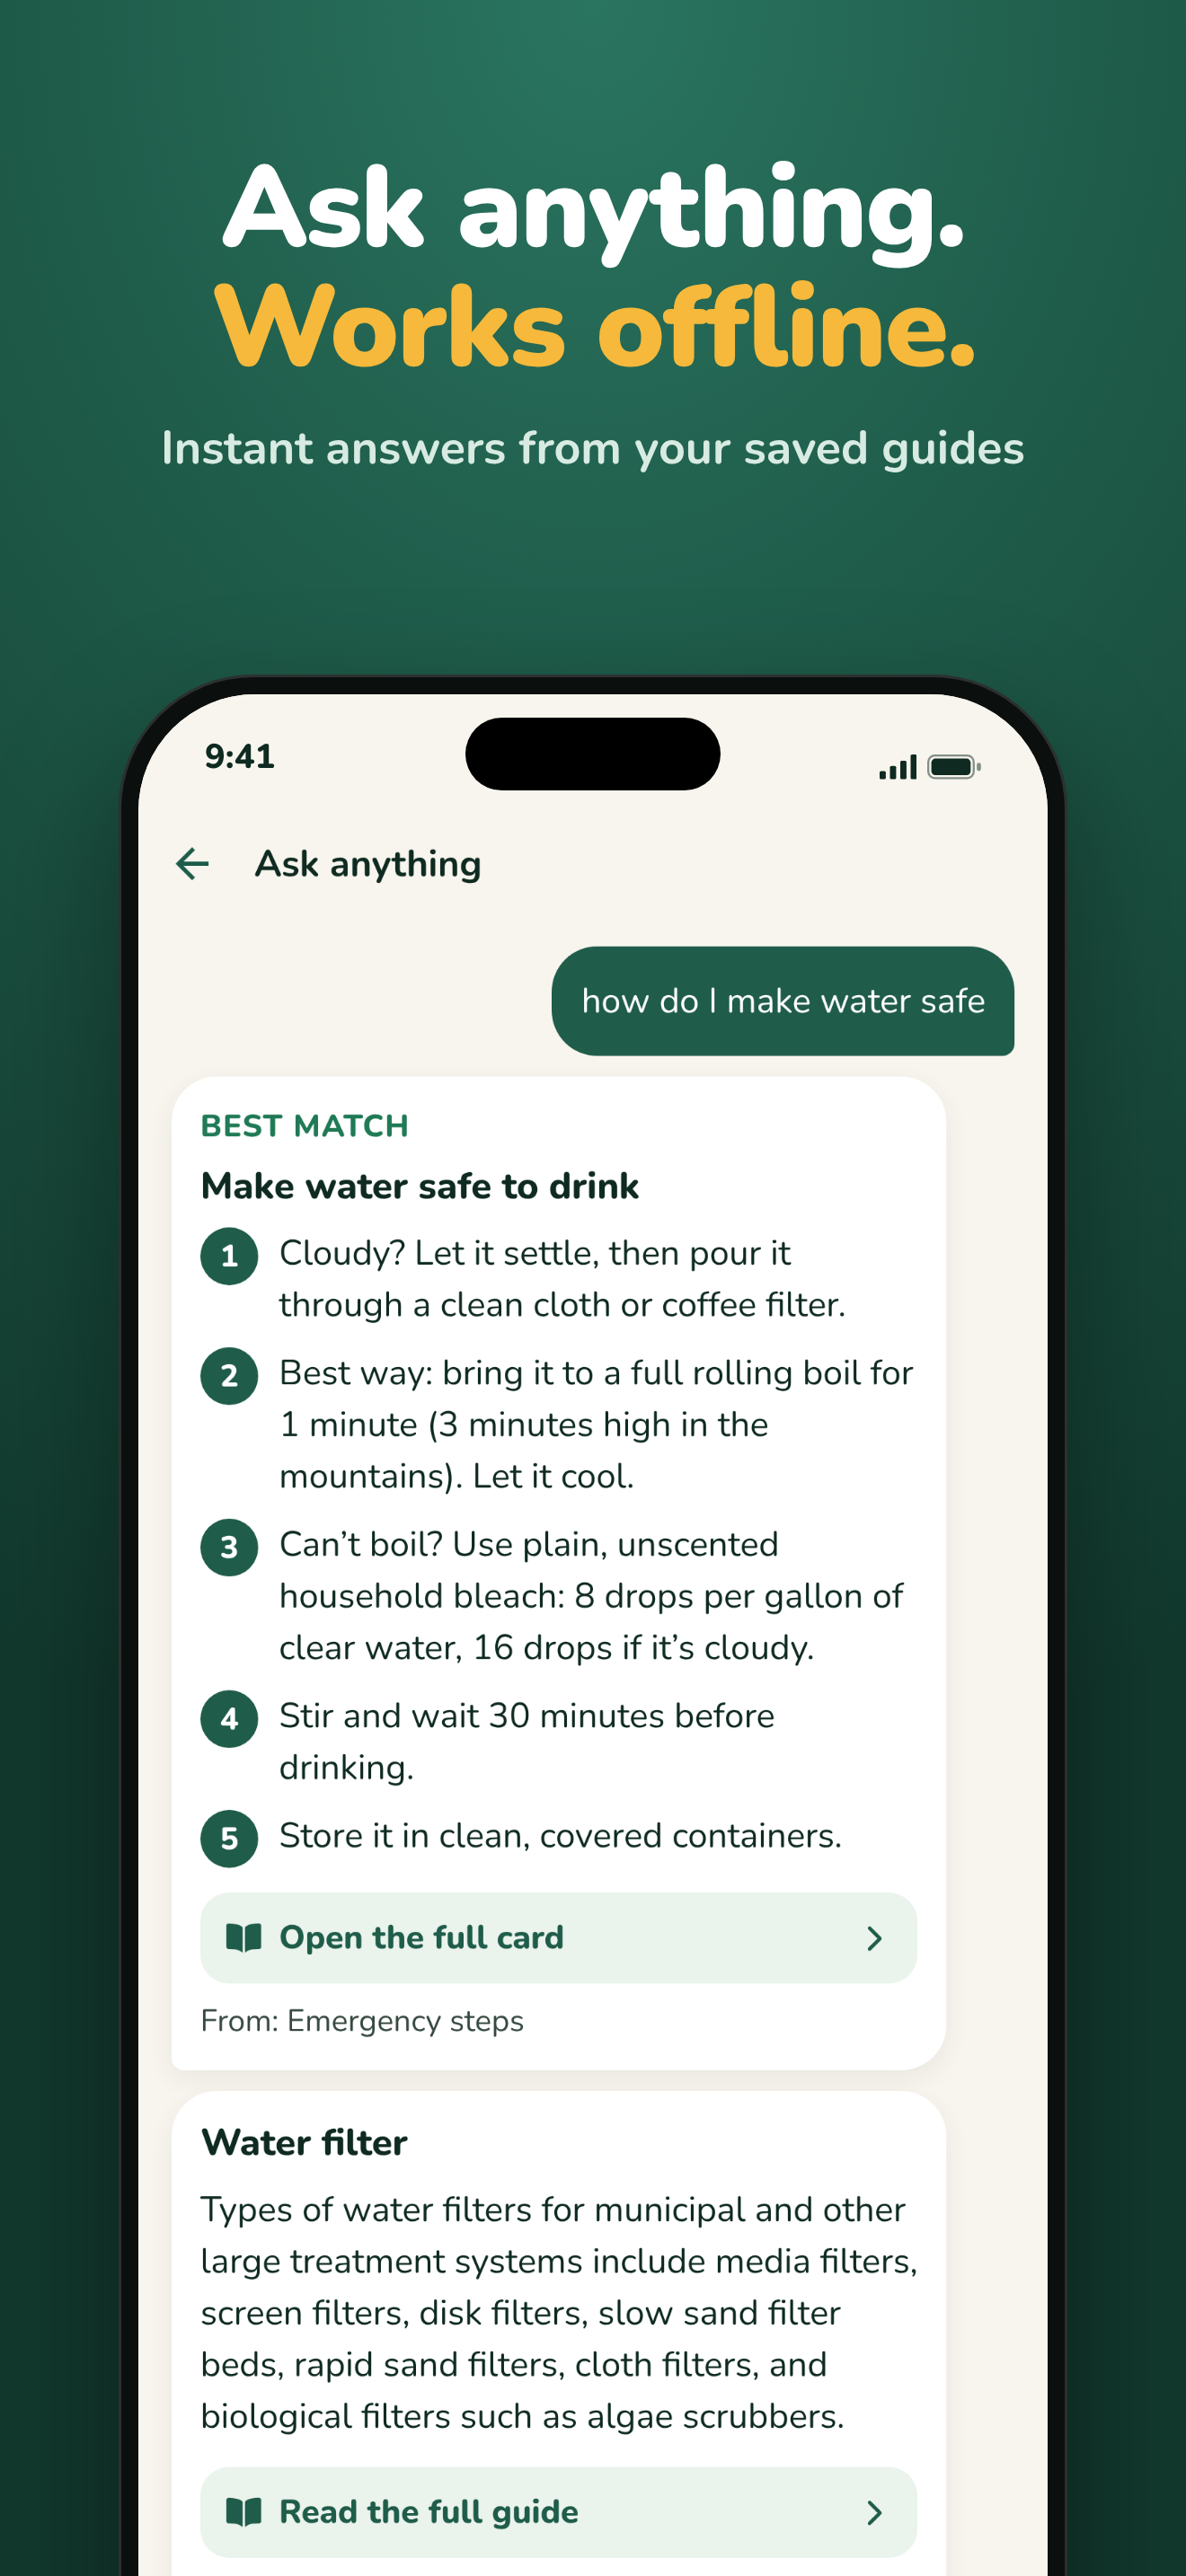 Ask anything.
Works offline.
Instant answers from your saved guides
9:41
Ask anything
how do I make water safe
BEST MATCH
Make water safe to drink
1 Cloudy? Let it settle, then pour it
through a clean cloth or coffee filter.
2 Best way: bring it to a full rolling boil for
1 minute (3 minutes high in the
mountains). Let it cool.
3 Can’t boil? Use plain, unscented
household bleach: 8 drops per gallon of
clear water, 16 drops if it’s cloudy.
4 Stir and wait 30 minutes before
drinking.
5 Store it in clean, covered containers.
Open the full card
From: Emergency steps
Water filter
Types of water filters for municipal and other
large treatment systems include media filters,
screen filters, disk filters, slow sand filter
beds, rapid sand filters, cloth filters, and
biological filters such as algae scrubbers.
Read the full guide